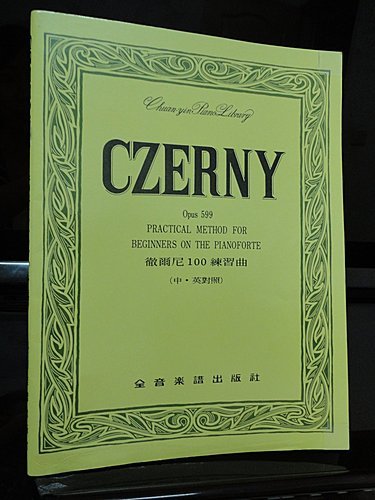 Chuan-yin Piano Library
CZERNY
Opus 599
PRACTICAL METHOD FOR
BEGINNERS ON THE PIANOFORTE
徹爾尼100練習曲
(中·英對照)
全音樂譜出版社